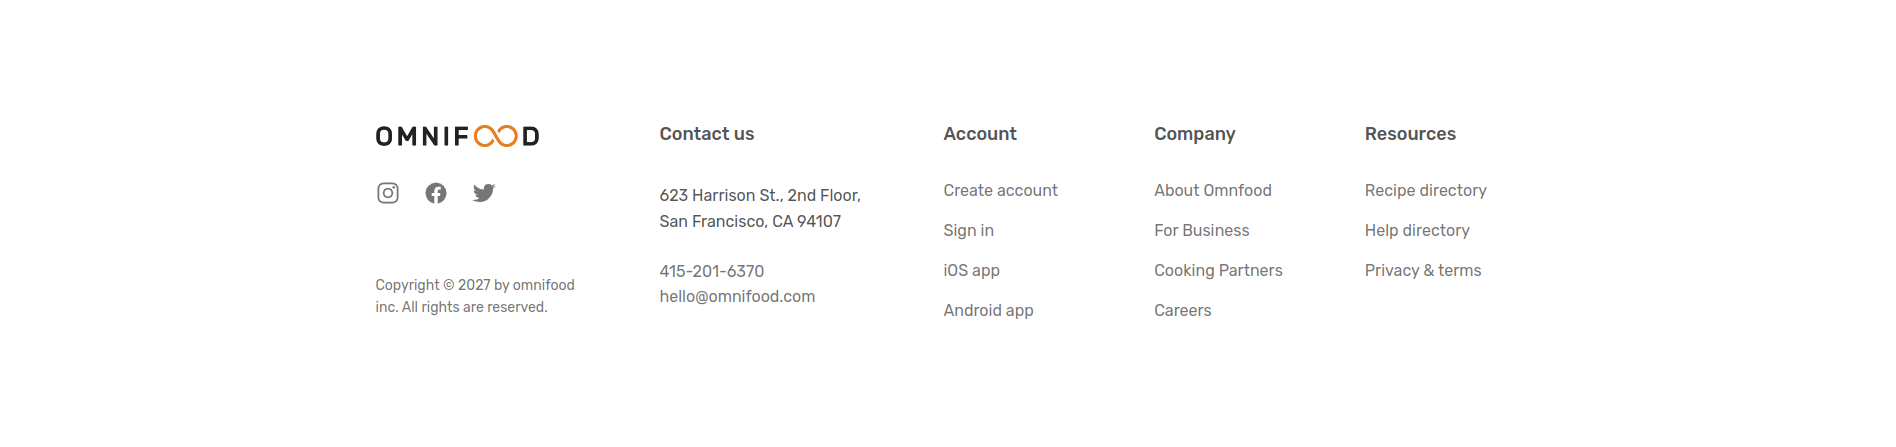 OMNIFOOD
Copyright © 2027 by omnifood
inc. All rights are reserved.
Contact us
623 Harrison St., 2nd Floor,
San Francisco, CA 94107
415-201-6370
hello@omnifood.com
Account
Create account
Sign in
iOS app
Android app
Company
About Omnfood
For Business
Cooking Partners
Careers
Resources
Recipe directory
Help directory
Privacy & terms